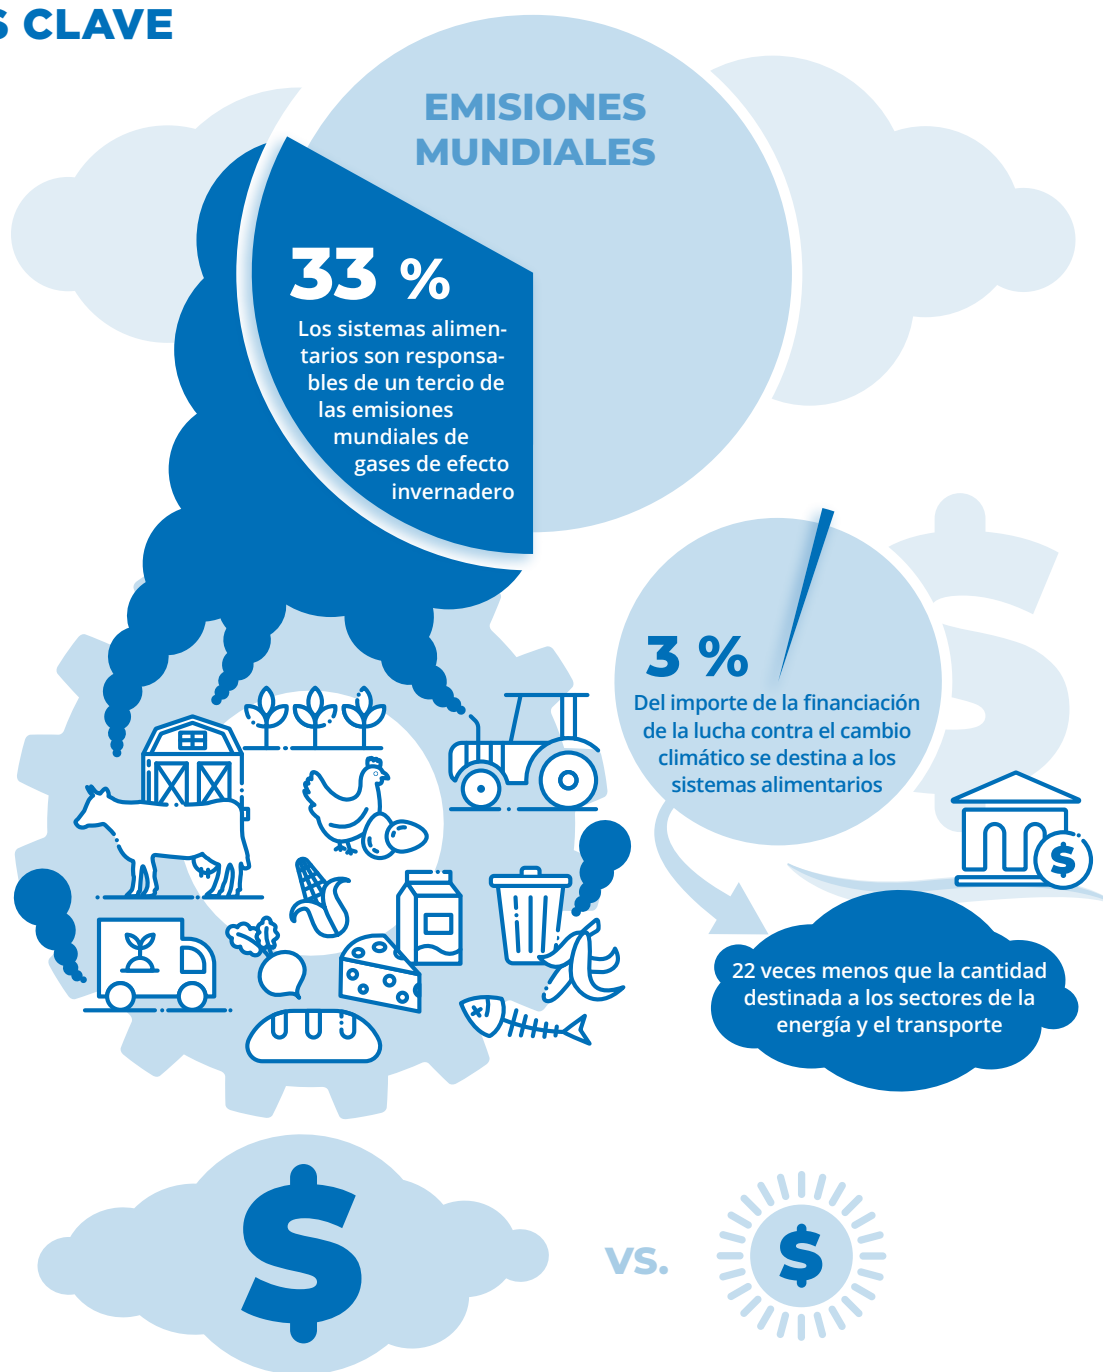 S CLAVE
EMISIONES
MUNDIALES
33 %
Los sistemas alimen-
tarios son responsa-
bles de un tercio de
las emisiones
mundiales de
gases de efecto
invernadero
3 %
Del importe de la financiación
de la lucha contra el cambio
climático se destina a los
sistemas alimentarios
$
22 veces menos que la cantidad
destinada a los sectores de la
energía y el transporte
$
vs.
$